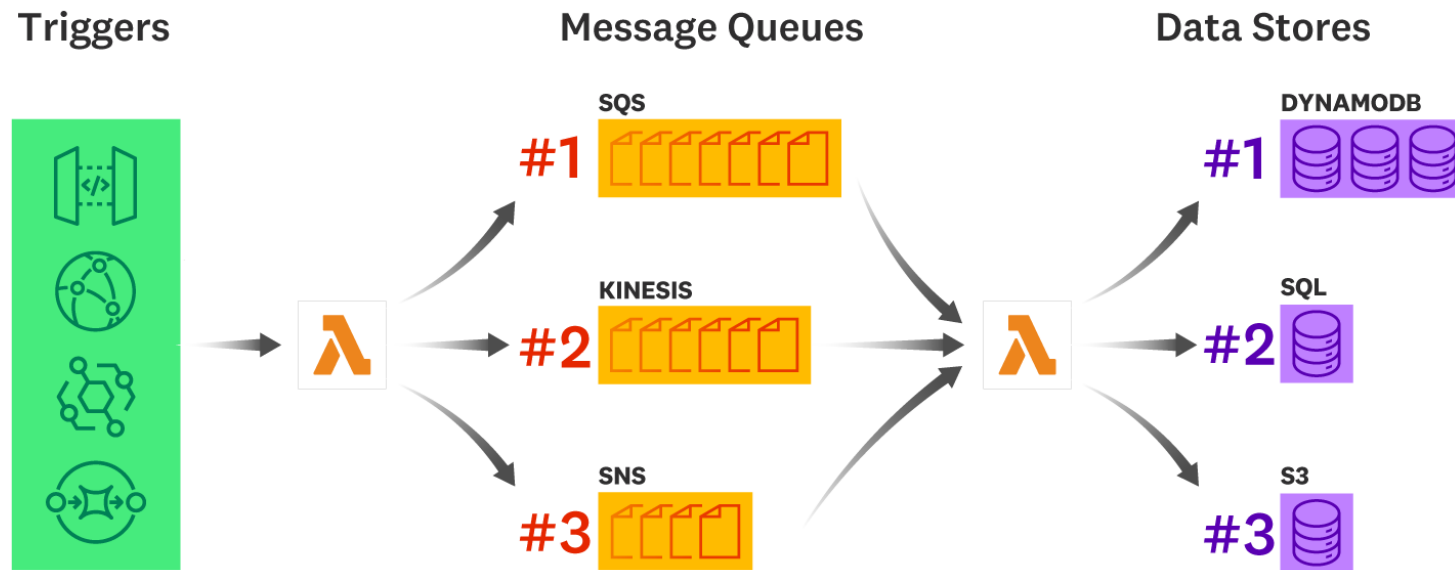 Triggers
Message Queues
Data Stores
</>
SQS
#1
KINESIS
#2
SNS
#3
DYNAMODB
#1
SQL
#2
S3
#3